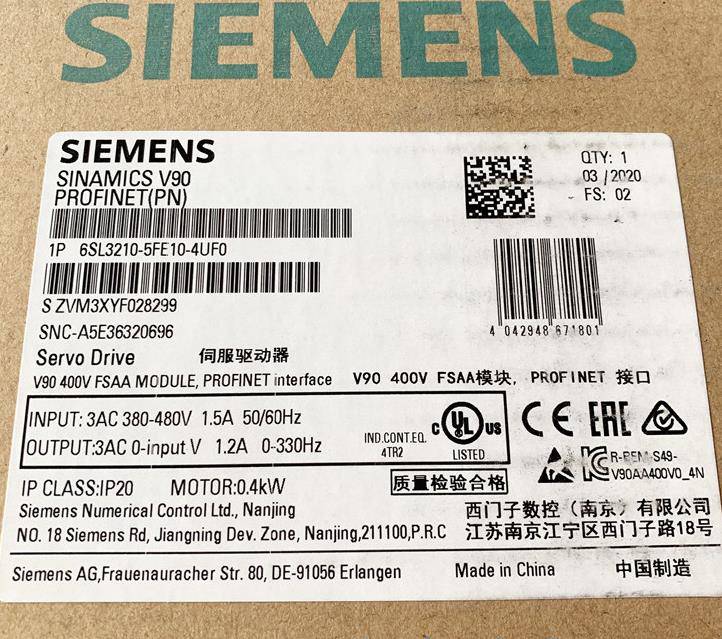 SIEMENS
SIEMENS
SINAMICS V90
PROFINET(PN)
QTY: 1
03 / 2020
FS: 02
1P 6SL3210-5FE10-4UF0
S ZVM3XYF028299
4 042948 671801
SNC-A5E36320696
Servo Drive 伺服驱动器
V90 400V FSAA MODULE, PROFINET interface V90 400V FSAA模块, PROFINET 接口
INPUT: 3AC 380-480V 1.5A 50/60Hz
OUTPUT:3AC 0-input V 1.2A 0-330Hz
IND.CONT.EQ.
4TR2
c UL US
LISTED
CE EAC
R-REM-S49-
V90AA400V0_4N
IP CLASS:IP20 MOTOR:0.4kW
质量检验合格
Siemens Numerical Control Ltd., Nanjing
西门子数控（南京）有限公司
NO. 18 Siemens Rd, Jiangning Dev. Zone, Nanjing,211100,P.R.C
江苏南京江宁区西门子路18号
Siemens AG,Frauenauracher Str. 80, DE-91056 Erlangen Made in China 中国制造